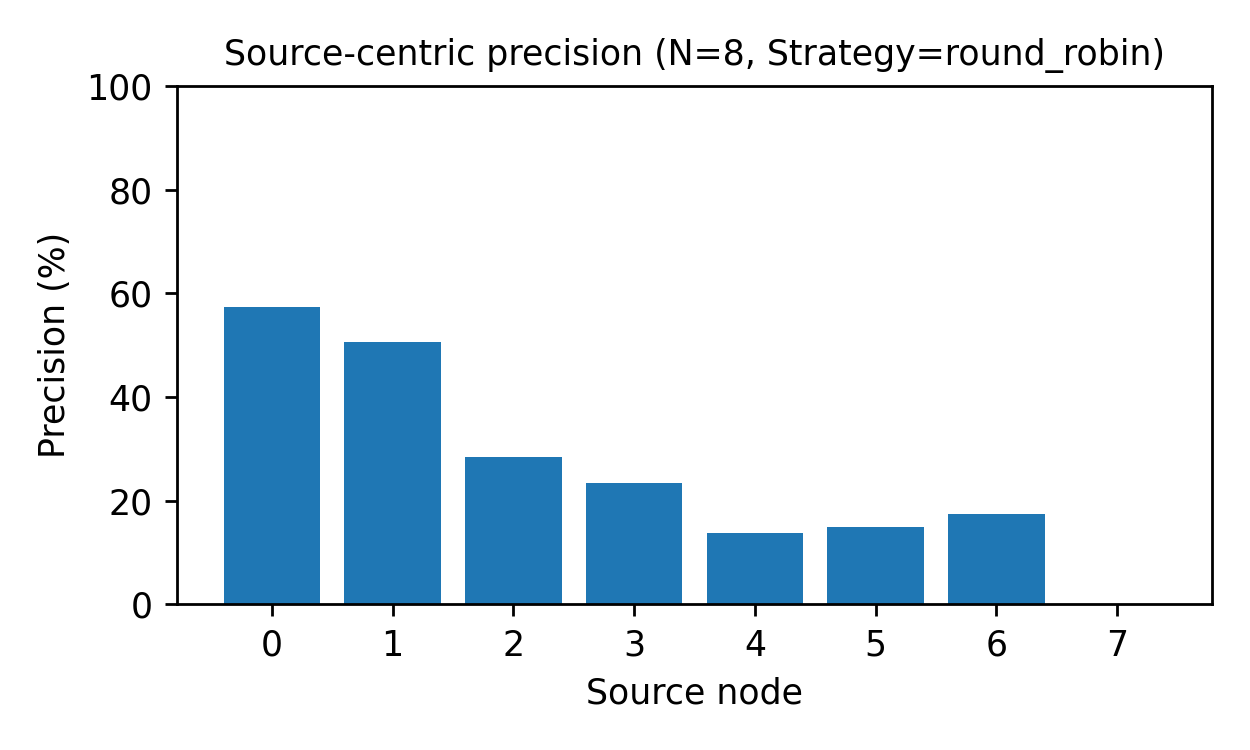 Source-centric precision (N=8, Strategy=round_robin)
100
80
60
40
20
0
Precision (%)
0 1 2 3 4 5 6 7
Source node